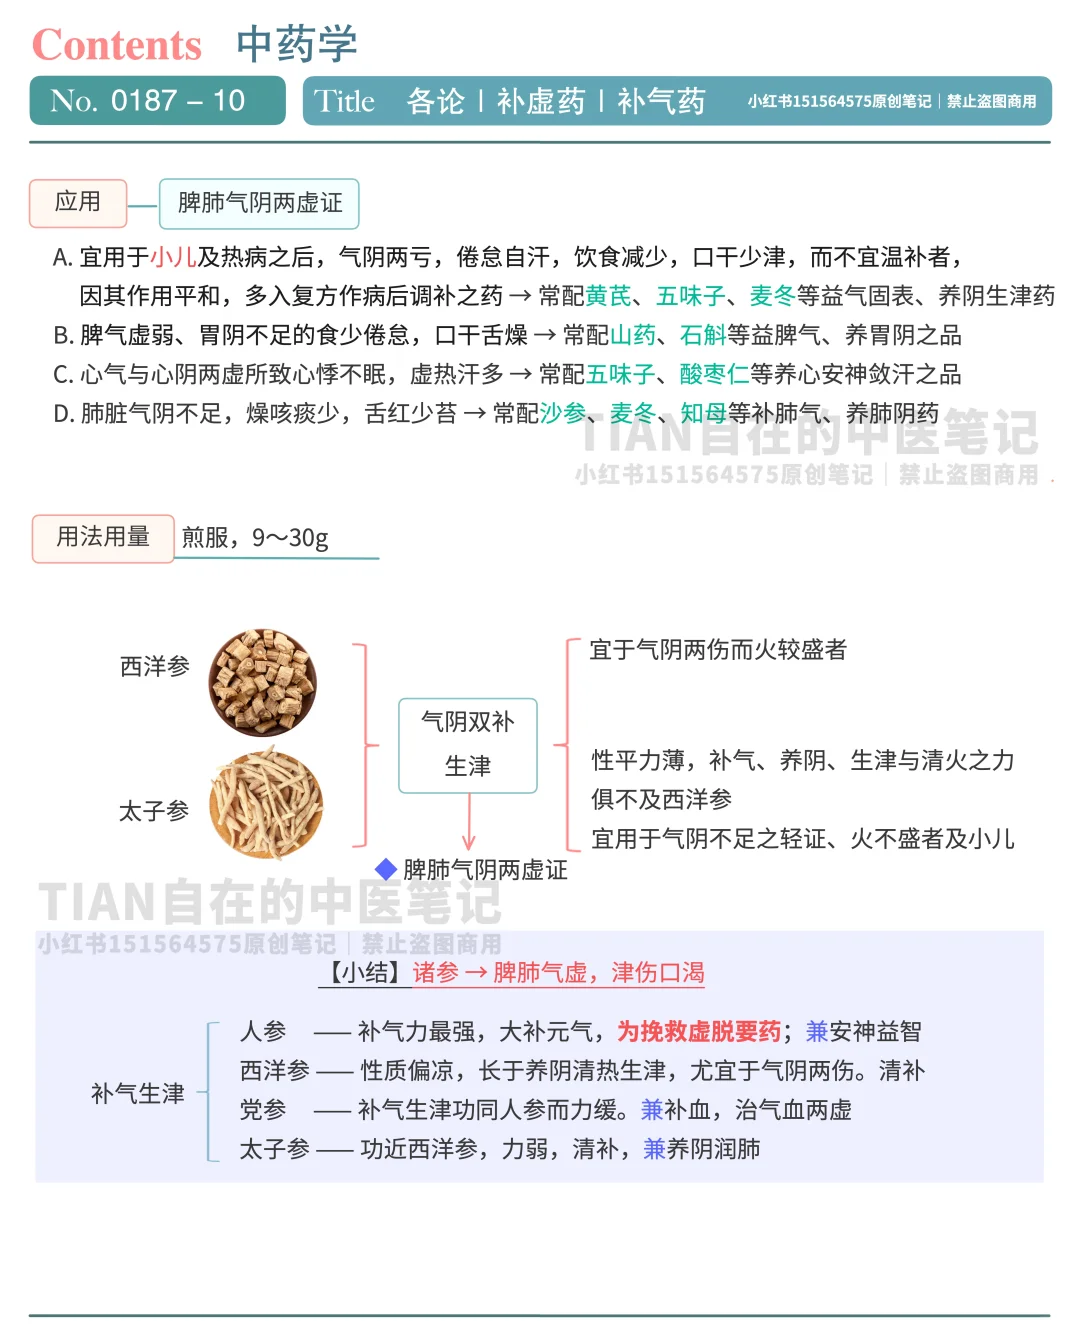 Contents 中药学
No. 0187 – 10
Title 各论丨补虚药丨补气药 小红书151564575原创笔记｜禁止盗图商用
应用 脾肺气阴两虚证
A. 宜用于小儿及热病之后，气阴两亏，倦怠自汗，饮食减少，口干少津，而不宜温补者，
因其作用平和，多入复方作病后调补之药 → 常配黄芪、五味子、麦冬等益气固表、养阴生津药
B. 脾气虚弱、胃阴不足的食少倦怠，口干舌燥 → 常配山药、石斛等益脾气、养胃阴之品
C. 心气与心阴两虚所致心悸不眠，虚热汗多 → 常配五味子、酸枣仁等养心安神敛汗之品
D. 肺脏气阴不足，燥咳痰少，舌红少苔 → 常配沙参、麦冬、知母等补肺气、养肺阴药
TIAN自在的中医笔记
小红书151564575原创笔记｜禁止盗图商用
用法用量 煎服，9～30g
西洋参
太子参
气阴双补
生津
脾肺气阴两虚证
宜于气阴两伤而火较盛者
性平力薄，补气、养阴、生津与清火之力
俱不及西洋参
宜用于气阴不足之轻证、火不盛者及小儿
TIAN自在的中医笔记
小红书151564575原创笔记｜禁止盗图商用
【小结】诸参 → 脾肺气虚，津伤口渴
补气生津
人参 —— 补气力最强，大补元气，为挽救虚脱要药；兼安神益智
西洋参 —— 性质偏凉，长于养阴清热生津，尤宜于气阴两伤。清补
党参 —— 补气生津功同人参而力缓。兼补血，治气血两虚
太子参 —— 功近西洋参，力弱，清补，兼养阴润肺